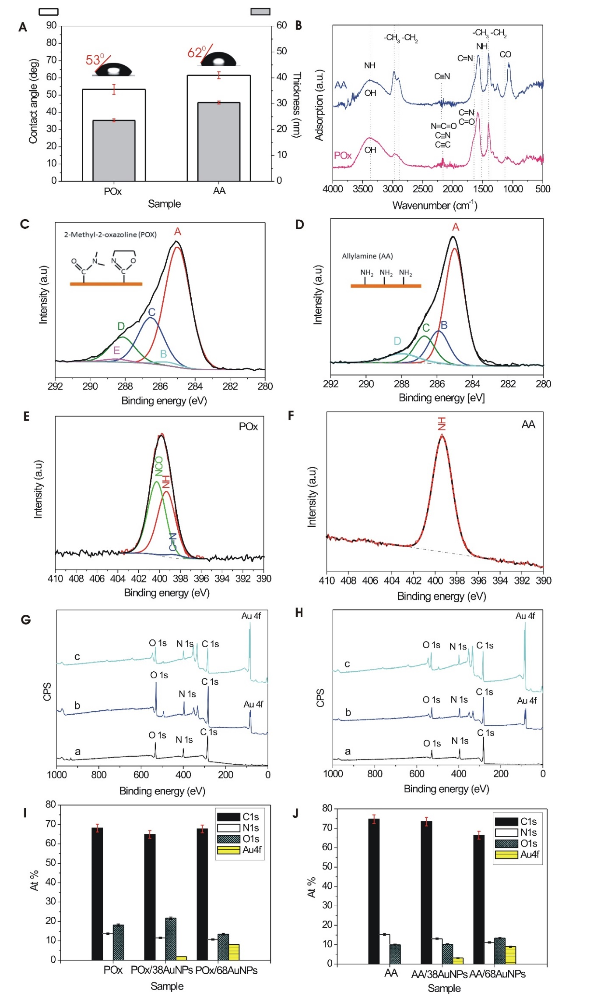 A
90
80
70
60
50
40
30
20
10
0
Contact angle (deg)
53⁰
62⁰
60
50
40
30
20
10
0
Thickness (nm)
POx
AA
Sample
B
Adsorption (a.u.)
-CH₃ -CH₂
-CH₃ -CH₂
NH
C=N
CO
NH
C≡N
AA
OH
C=N
C=O
N=C=O
C≡N
C≡C
OH
POx
4000 3500 3000 2500 2000 1500 1000 500
Wavenumber (cm⁻¹)
C
A
2-Methyl-2-oxazoline (POX)
O
N
N
O
C
C
C
D
E
B
Intensity (a.u)
292 290 288 286 284 282 280
Binding energy (eV)
D
A
Allylamine (AA)
NH₂ NH₂ NH₂
B
C
D
Intensity (a.u)
292 290 288 286 284 282 280
Binding energy [eV]
E
POx
NCO
NH
C=N
Intensity (a.u)
410 408 406 404 402 400 398 396 394 392 390
Binding energy (eV)
F
NH
AA
Intensity (a.u)
410 408 406 404 402 400 398 396 394 392 390
Binding energy (eV)
G
Au 4f
O 1s N 1s C 1s
c
O 1s
C 1s
N 1s
Au 4f
b
C 1s
O 1s
N 1s
a
CPS
1000 800 600 400 200 0
Binding energy (eV)
H
Au 4f
O 1s N 1s C 1s
c
C 1s
O 1s N 1s
Au 4f
b
C 1s
O 1s N 1s
a
CPS
1000 800 600 400 200 0
Binding energy (eV)
I
80
70
60
50
40
30
20
10
0
At %
C1s
N1s
O1s
Au4f
POx POx/38AuNPs POx/68AuNPs
Sample
J
80
70
60
50
40
30
20
10
0
At %
C1s
N1s
O1s
Au4f
AA AA/38AuNPs AA/68AuNPs
Sample